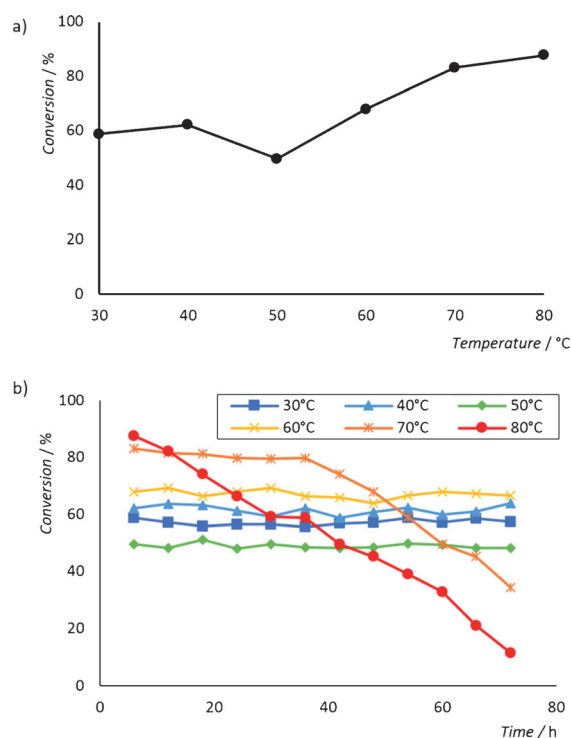 a)
Conversion / %
100
80
60
40
20
0
30 40 50 60 70 80
Temperature / °C
b)
Conversion / %
30°C 40°C 50°C
60°C 70°C 80°C
100
80
60
40
20
0
0 20 40 60 80
Time / h